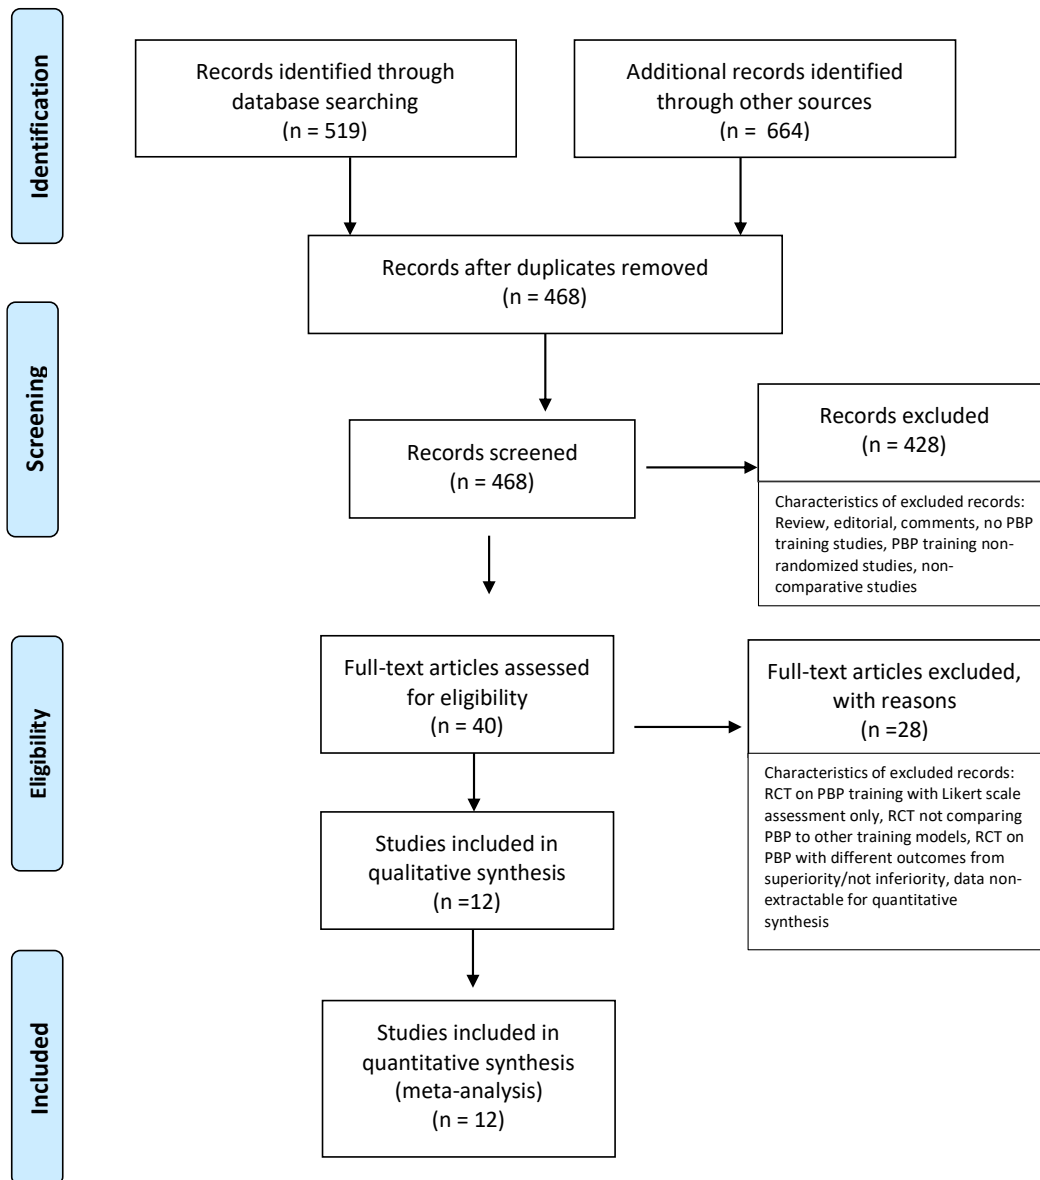 Identification
Records identified through
database searching
(n = 519)
Additional records identified
through other sources
(n =  664)
Records after duplicates removed
(n = 468)
Screening
Records screened
(n = 468)
Records excluded
(n = 428)
Characteristics of excluded records:
Review, editorial, comments, no PBP
training studies, PBP training non-
randomized studies, non-
comparative studies
Eligibility
Full-text articles assessed
for eligibility
(n = 40)
Full-text articles excluded,
with reasons
(n =28)
Characteristics of excluded records:
RCT on PBP training with Likert scale
assessment only, RCT not comparing
PBP to other training models, RCT on
PBP with different outcomes from
superiority/not inferiority, data non-
extractable for quantitative
synthesis
Studies included in
qualitative synthesis
(n =12)
Included
Studies included in
quantitative synthesis
(meta-analysis)
(n = 12)